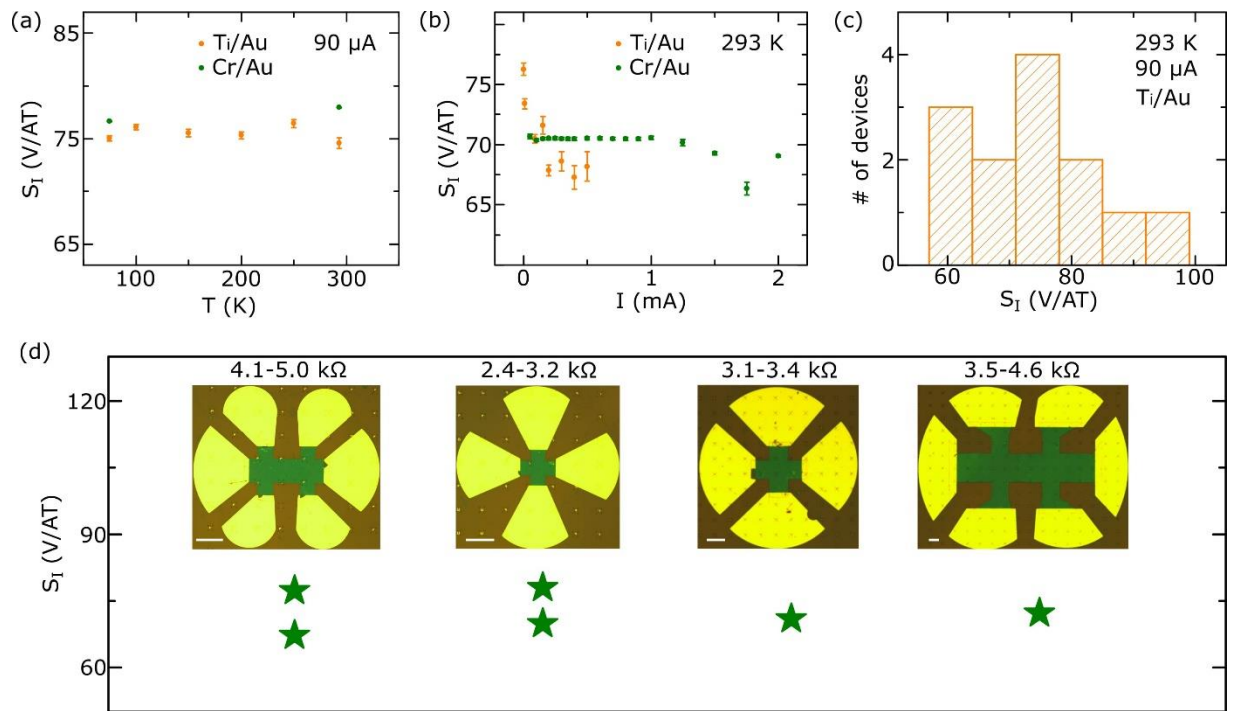 (a)
85
75
65
S_I (V/AT)
Ti/Au
Cr/Au
90 μA
100
200
300
T (K)
(b)
75
70
65
S_I (V/AT)
Ti/Au
Cr/Au
293 K
0
1
2
I (mA)
(c)
4
2
0
# of devices
293 K
90 μA
Ti/Au
60
80
100
S_I (V/AT)
(d)
120
90
60
S_I (V/AT)
4.1-5.0 kΩ
2.4-3.2 kΩ
3.1-3.4 kΩ
3.5-4.6 kΩ